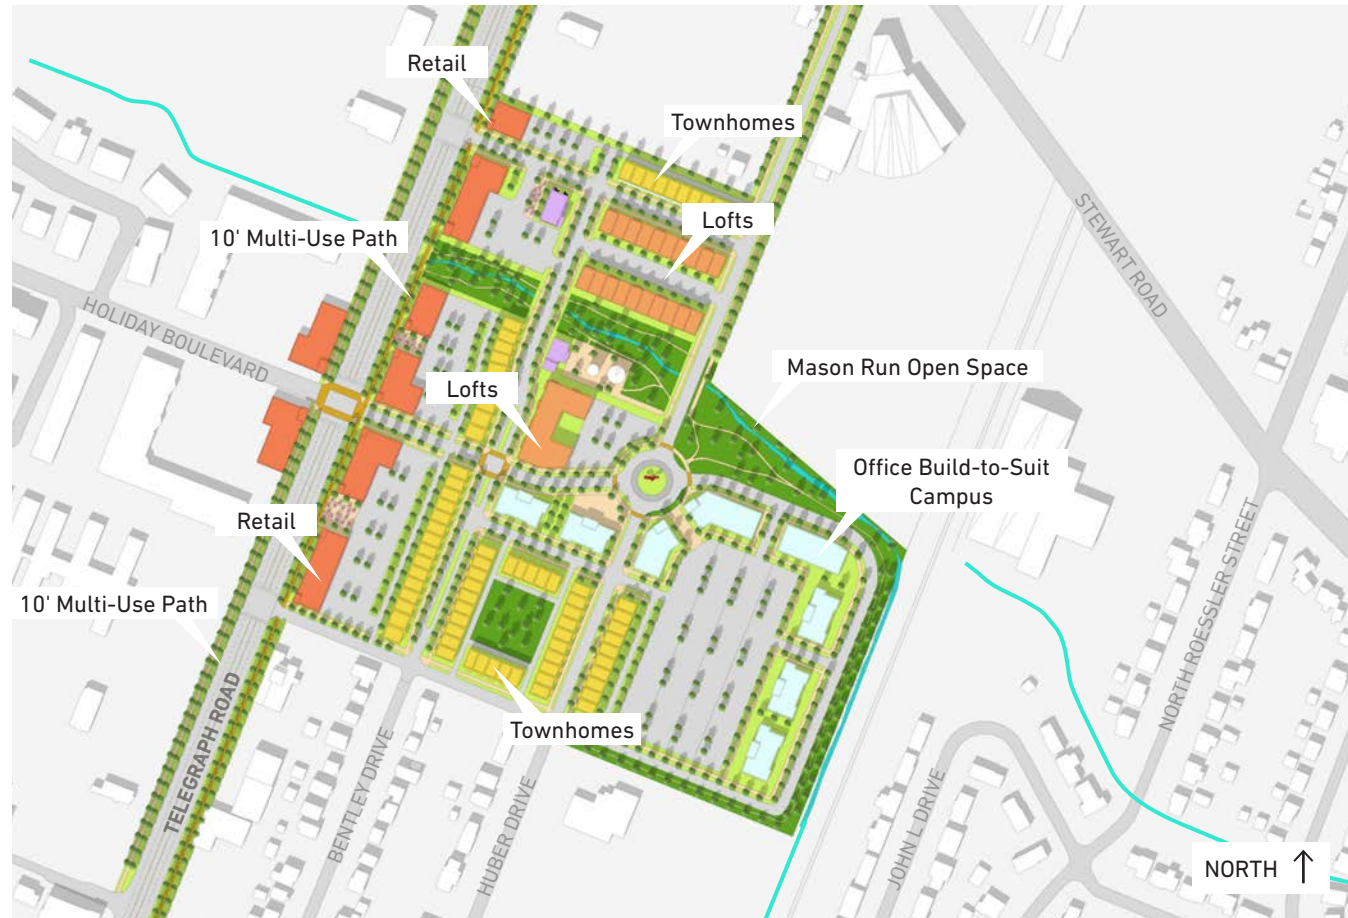 Retail
Townhomes
Lofts
10' Multi-Use Path
STEWART ROAD
HOLIDAY BOULEVARD
Mason Run Open Space
Lofts
Office Build-to-Suit
Campus
Retail
10' Multi-Use Path
NORTH ROESSLER STREET
Townhomes
TELEGRAPH ROAD
BENTLEY DRIVE
HUBER DRIVE
JOHN L DRIVE
NORTH ↑